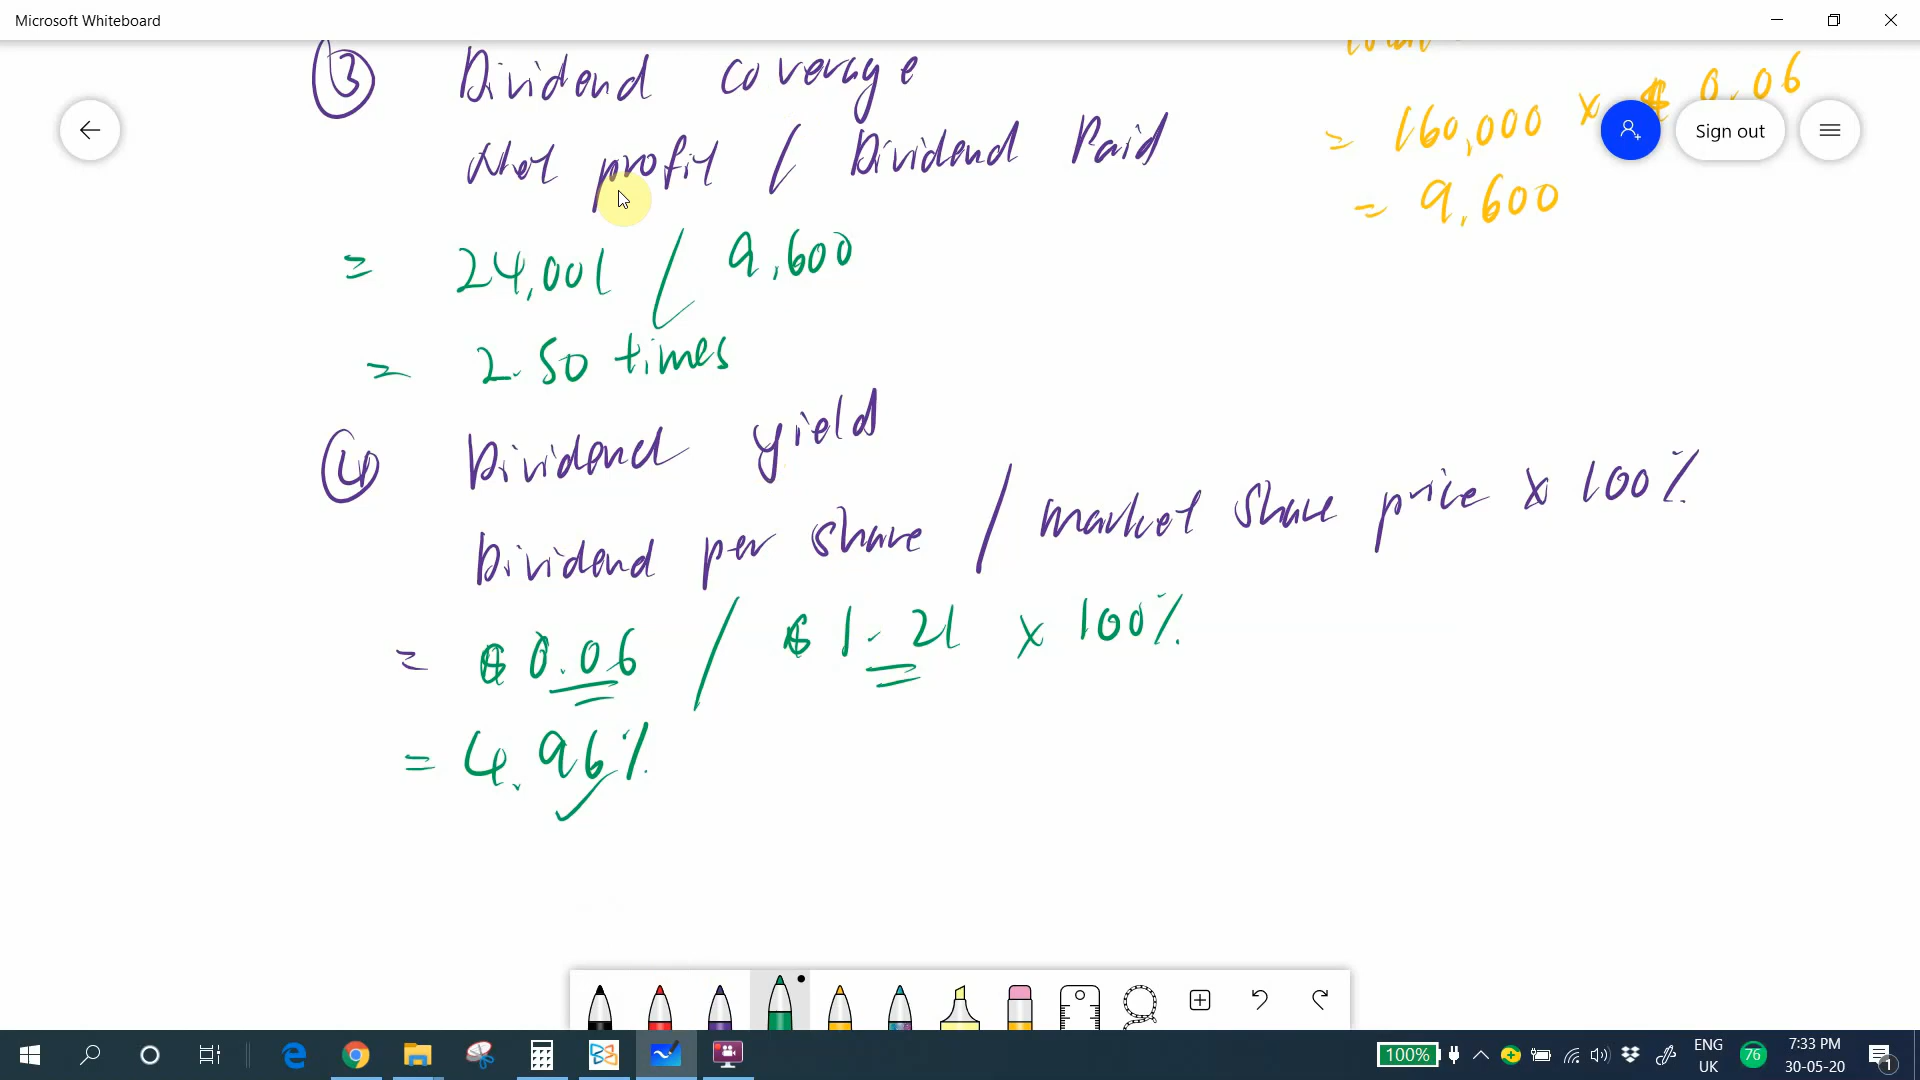 Microsoft Whiteboard
③ Dividend coverage
Net profit / Dividend Paid
= 24,001 / 9,600
= 2.50 times
Total =
= 160,000 × $ 0.06
= 9,600
Sign out
④ Dividend yield
Dividend per share / market share price × 100%
= $0.06 / $1.21 × 100%
= 4.96%
100%
ENG
UK
76
7:33 PM
30-05-20
1